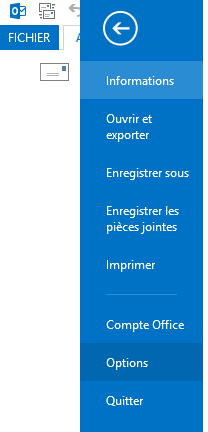 FICHIER
A
Informations
Ouvrir et
exporter
Enregistrer sous
Enregistrer les
pièces jointes
Imprimer
Compte Office
Options
Quitter